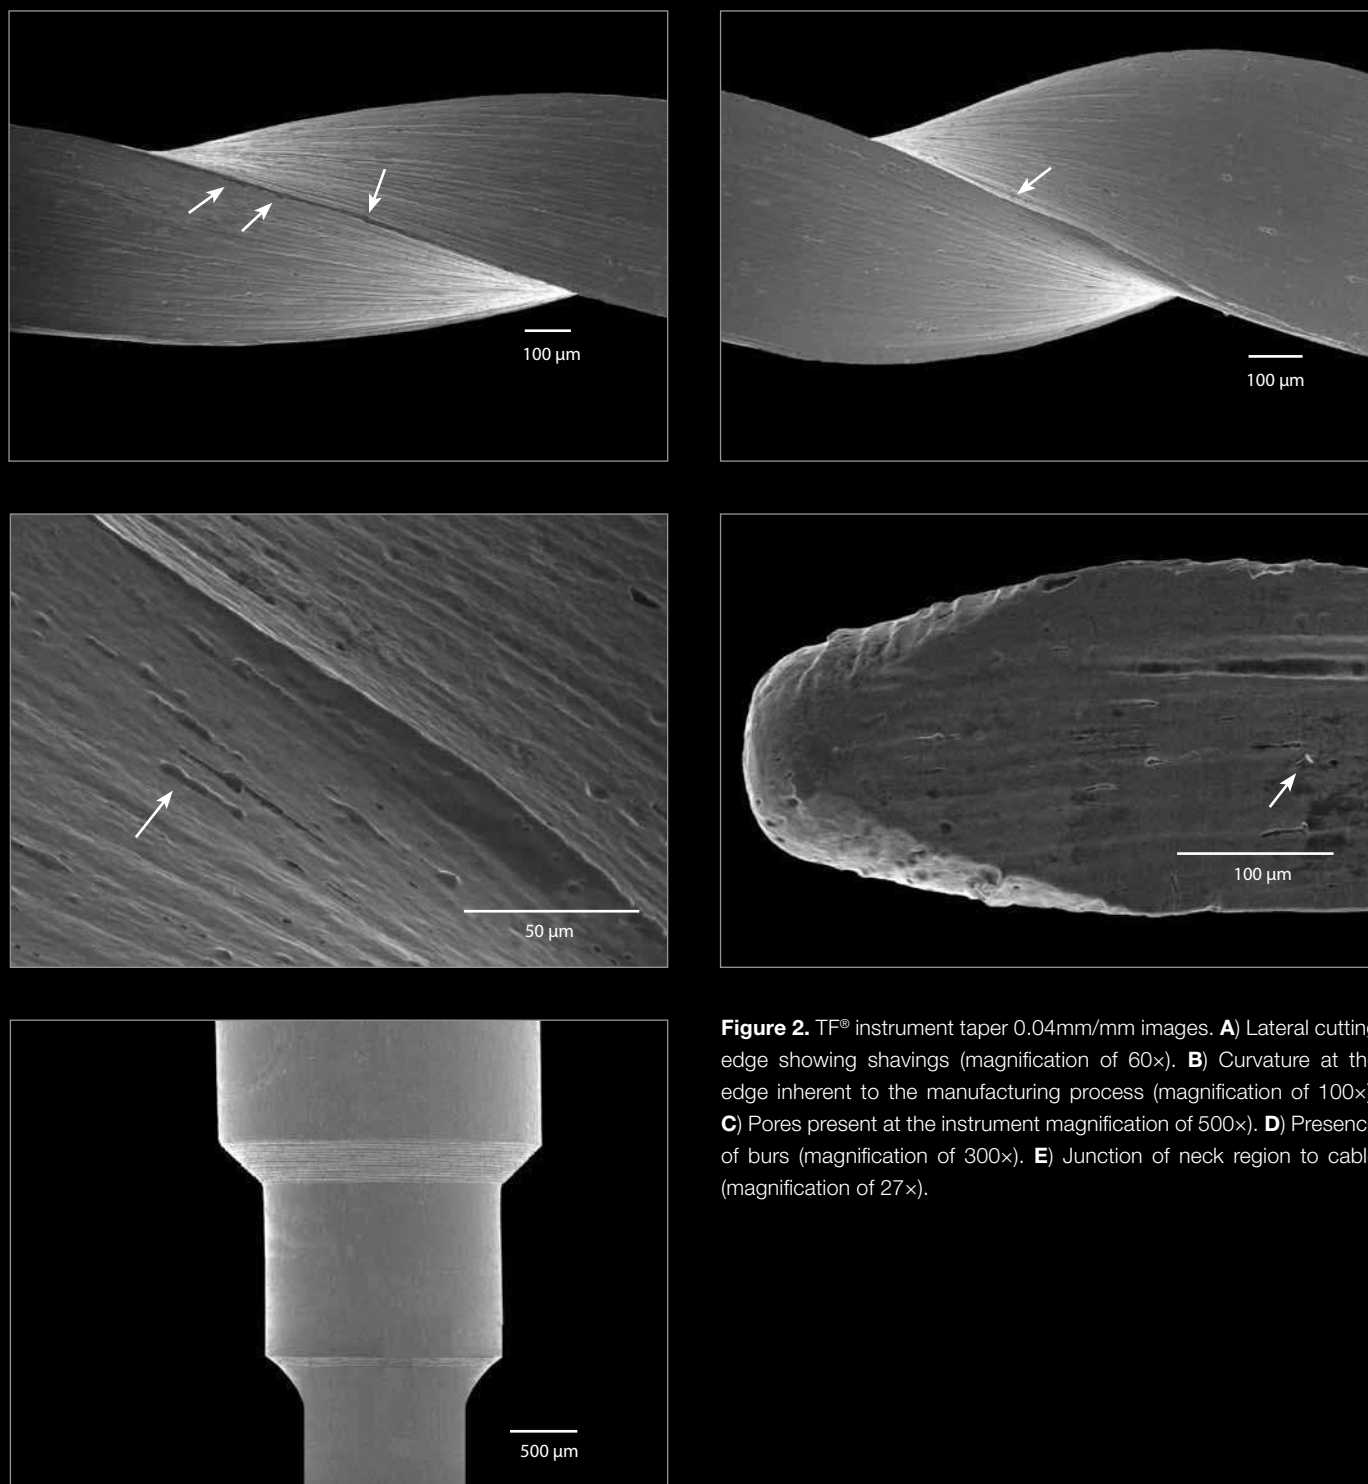 100 µm
100 µm
50 µm
100 µm
500 µm
Figure 2. TF® instrument taper 0.04mm/mm images. A) Lateral cutting
edge showing shavings (magnification of 60×). B) Curvature at th
edge inherent to the manufacturing process (magnification of 100×)
C) Pores present at the instrument magnification of 500×). D) Presenc
of burs (magnification of 300×). E) Junction of neck region to cabl
(magnification of 27×).